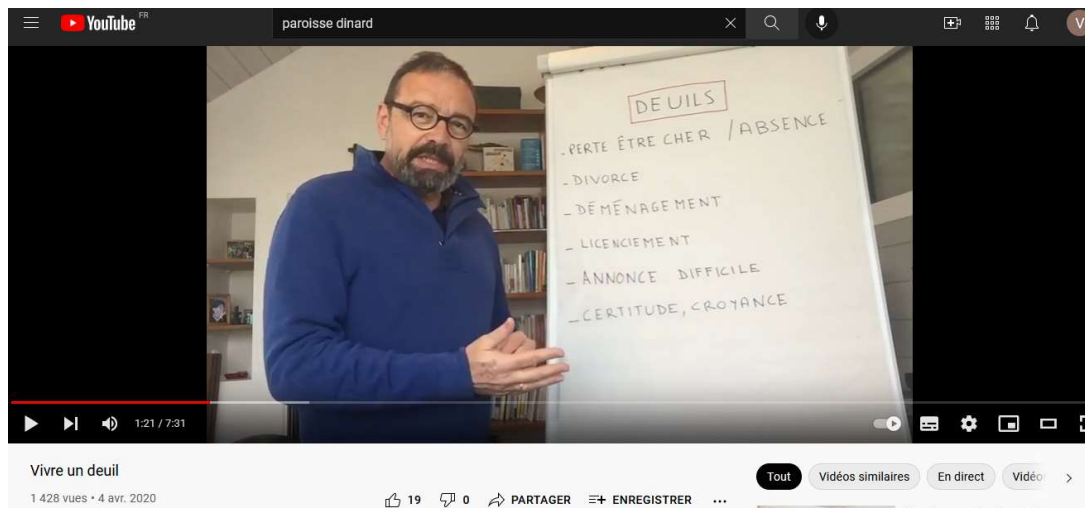 YouTube FR
paroisse dinard
V
DEUILS
- PERTE ÊTRE CHER / ABSENCE
- DIVORCE
- DÉMÉNAGEMENT
- LICENCIEMENT
- ANNONCE DIFFICILE
- CERTITUDE, CROYANCE
1:21 / 7:31
Vivre un deuil
1 428 vues • 4 avr. 2020
19 0 PARTAGER ENREGISTRER ...
Tout Vidéos similaires En direct Vidéo